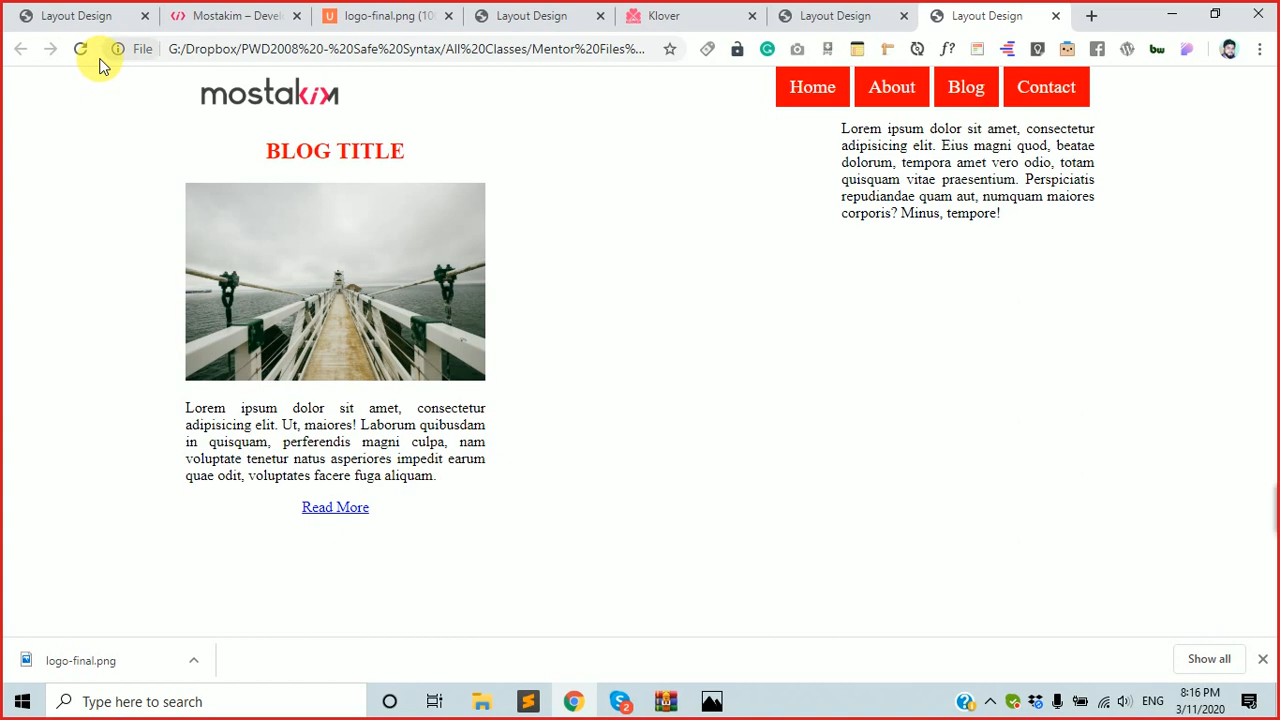 Layout Design
Mostakim – Devel
logo-final.png (10
Layout Design
Klover
Layout Design
Layout Design
File
G:/Dropbox/PWD2008%20-%20Safe%20Syntax/All%20Classes/Mentor%20Files%...
f?
bw
mostakim
Home
About
Blog
Contact
BLOG TITLE
Lorem ipsum dolor sit amet, consectetur
adipisicing elit. Ut, maiores! Laborum quibusdam
in quisquam, perferendis magni culpa, nam
voluptate tenetur natus asperiores impedit earum
quae odit, voluptates facere fuga aliquam.
Read More
Lorem ipsum dolor sit amet, consectetur
adipisicing elit. Eius magni quod, beatae
dolorum, tempora amet vero odio, totam
quisquam vitae praesentium. Perspiciatis
repudiandae quam aut, numquam maiores
corporis? Minus, tempore!
logo-final.png
Show all
Type here to search
2
ENG
8:16 PM
3/11/2020